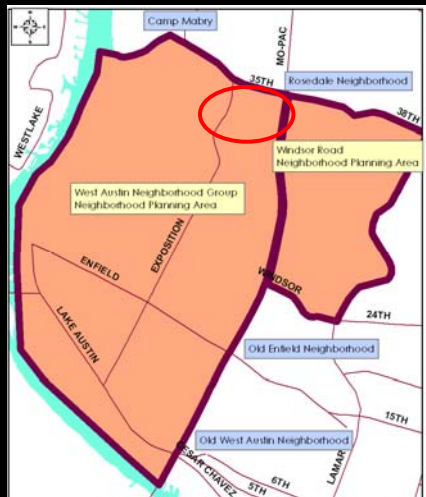 Camp Mabry
MO-PAC
35TH
Rosedale Neighborhood
38TH
WESTLAKE
Windsor Road
Neighborhood Planning Area
West Austin Neighborhood Group
Neighborhood Planning Area
EXPOSITION
ENFIELD
WINDSOR
LAKE AUSTIN
24TH
Old Enfield Neighborhood
15TH
Old West Austin Neighborhood
LAMAR
CESAR CHAVEZ
6TH
5TH